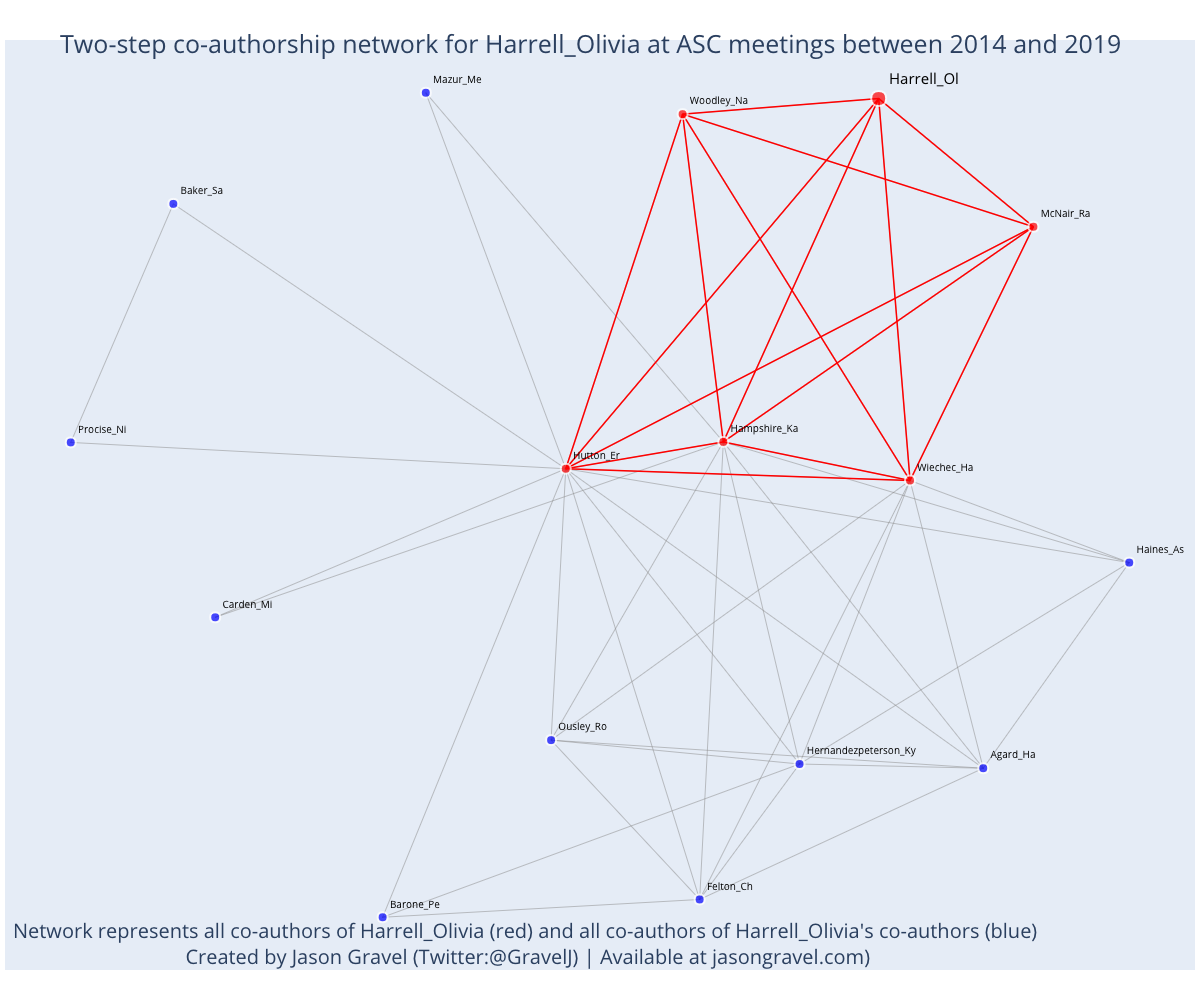 Two-step co-authorship network for Harrell_Olivia at ASC meetings between 2014 and 2019
Mazur_Me
Harrell_Ol
Woodley_Na
Baker_Sa
McNair_Ra
Procise_Ni
Hampshire_Ka
Hutton_Er
Wiechec_Ha
Haines_As
Carden_Mi
Ousley_Ro
Hernandezpeterson_Ky
Agard_Ha
Felton_Ch
Barone_Pe
Network represents all co-authors of Harrell_Olivia (red) and all co-authors of Harrell_Olivia's co-authors (blue)
Created by Jason Gravel (Twitter:@GravelJ) | Available at jasongravel.com)